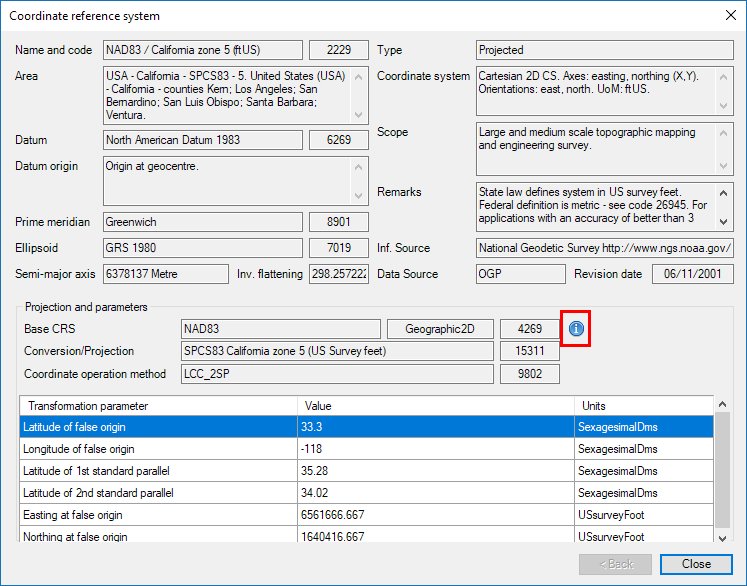 Coordinate reference system
Name and code NAD83 / California zone 5 (ftUS) 2229 Type Projected
Area USA - California - SPCS83 - 5. United States (USA)
- California - counties Kern; Los Angeles; San
Bernardino; San Luis Obispo; Santa Barbara;
Ventura.
Coordinate system Cartesian 2D CS. Axes: easting, northing (X,Y).
Orientations: east, north. UoM: ftUS.
Datum North American Datum 1983 6269
Scope Large and medium scale topographic mapping
and engineering survey.
Datum origin Origin at geocentre.
Remarks State law defines system in US survey feet.
Federal definition is metric - see code 26945. For
applications with an accuracy of better than 3
Prime meridian Greenwich 8901
Ellipsoid GRS 1980 7019 Inf. Source National Geodetic Survey http://www.ngs.noaa.gov/
Semi-major axis 6378137 Metre Inv. flattening 298.257222 Data Source OGP Revision date 06/11/2001
Projection and parameters
Base CRS NAD83 Geographic2D 4269
Conversion/Projection SPCS83 California zone 5 (US Survey feet) 15311
Coordinate operation method LCC_2SP 9802
Transformation parameter Value Units
Latitude of false origin 33.3 SexagesimalDms
Longitude of false origin -118 SexagesimalDms
Latitude of 1st standard parallel 35.28 SexagesimalDms
Latitude of 2nd standard parallel 34.02 SexagesimalDms
Easting at false origin 6561666.667 USsurveyFoot
Northing at false origin 1640416.667 USsurveyFoot
< Back Close